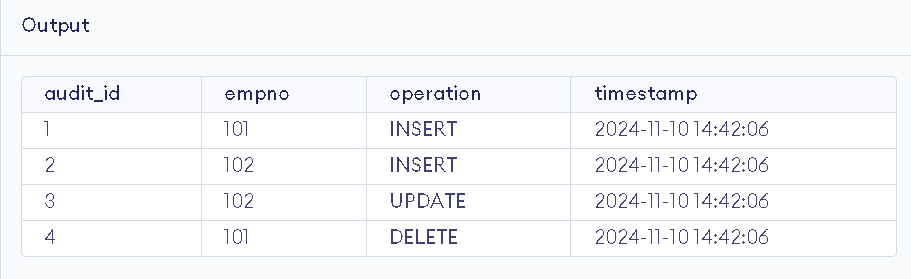 Output
audit_id empno operation timestamp
1 101 INSERT 2024-11-10 14:42:06
2 102 INSERT 2024-11-10 14:42:06
3 102 UPDATE 2024-11-10 14:42:06
4 101 DELETE 2024-11-10 14:42:06